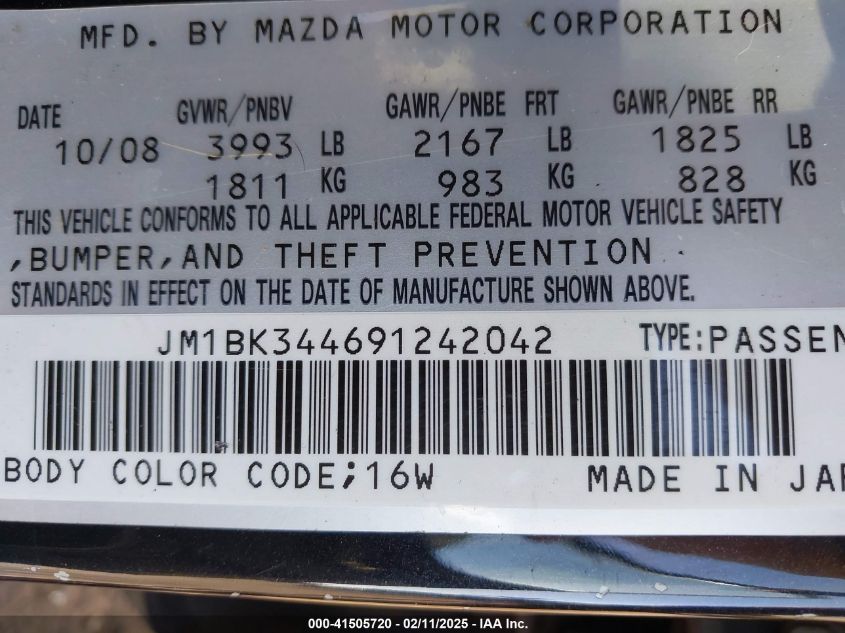 MFD. BY MAZDA MOTOR CORPORATION
DATE GVWR/PNBV GAWR/PNBE FRT GAWR/PNBE RR
10/08 3993 LB 2167 LB 1825 LB
1811 KG 983 KG 828 KG
THIS VEHICLE CONFORMS TO ALL APPLICABLE FEDERAL MOTOR VEHICLE SAFETY
,BUMPER,AND THEFT PREVENTION
STANDARDS IN EFFECT ON THE DATE OF MANUFACTURE SHOWN ABOVE.
JM1BK344691242042 TYPE:PASSEN
BODY COLOR CODE;16W MADE IN JAP
000-41505720 - 02/11/2025 - IAA Inc.